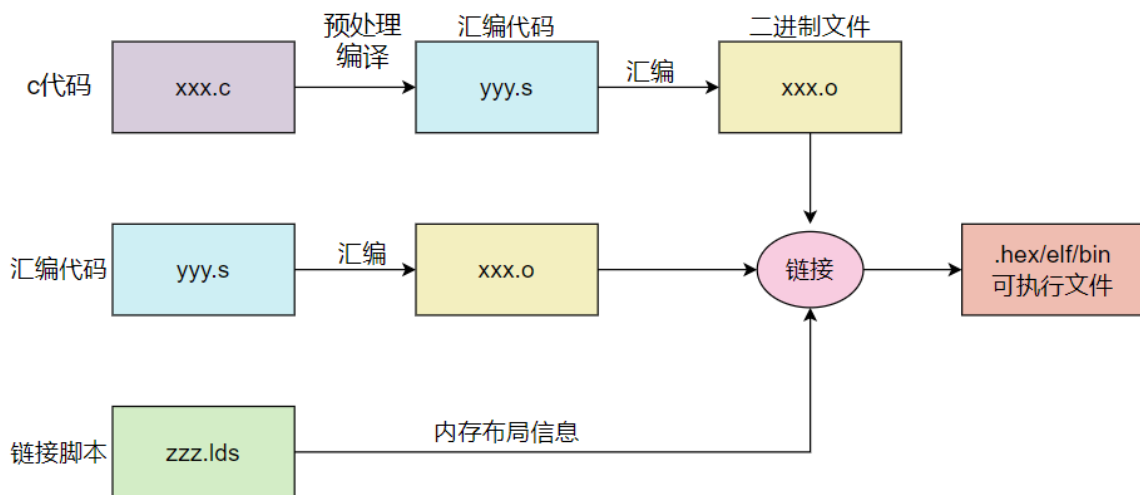 预处理
编译
汇编代码
二进制文件
c代码
xxx.c
yyy.s
汇编
xxx.o
汇编代码
yyy.s
汇编
xxx.o
链接
.hex/elf/bin
可执行文件
链接脚本
zzz.lds
内存布局信息